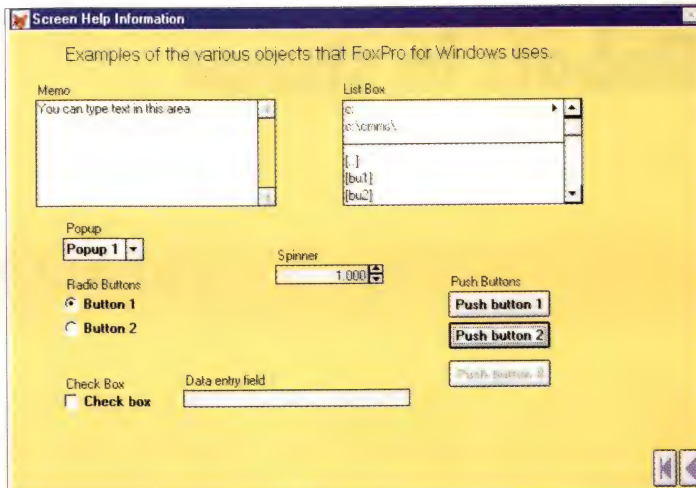 Screen Help Information
Examples of the various objects that FoxPro for Windows uses.
Memo
You can type text in this area
List Box
c:
c:\cmms\
[..]
[bu1]
[bu2]
Popup
Popup 1
Spinner
1.000
Radio Buttons
Button 1
Button 2
Push Buttons
Push button 1
Push button 2
Push button 3
Check Box
Check box
Data entry field